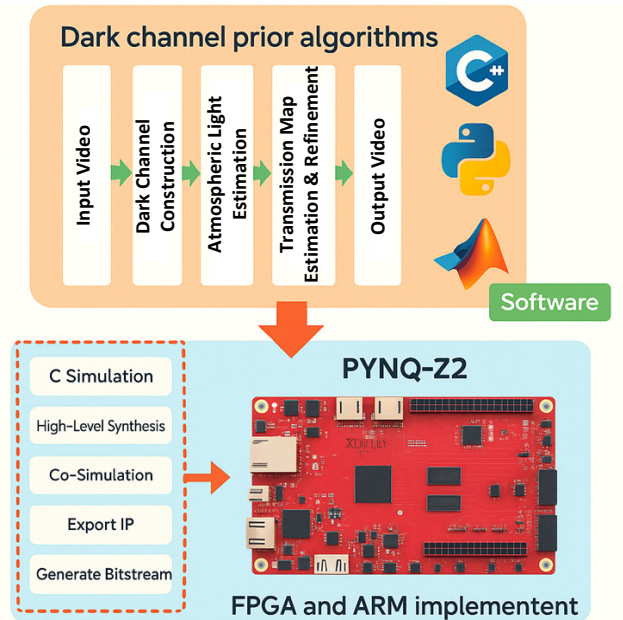 Dark channel prior algorithms
Input Video
Dark Channel
Construction
Atmospheric Light
Estimation
Transmission Map
Estimation & Refinement
Output Video
C++
Software
C Simulation
High-Level Synthesis
Co-Simulation
Export IP
Generate Bitstream
PYNQ-Z2
FPGA and ARM implementent